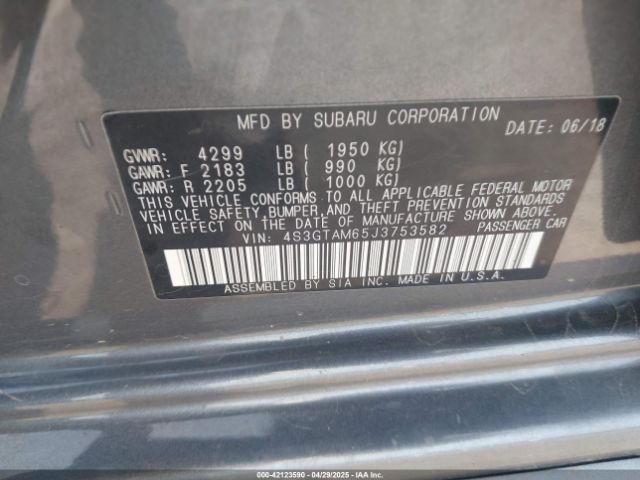 MFD BY SUBARU CORPORATION
DATE: 06/18
GVWR: 4299 LB ( 1950 KG)
GAWR: F 2183 LB ( 990 KG)
GAWR: R 2205 LB ( 1000 KG)
THIS VEHICLE CONFORMS TO ALL APPLICABLE FEDERAL MOTOR
VEHICLE SAFETY, BUMPER, AND THEFT PREVENTION STANDARDS
IN EFFECT ON THE DATE OF MANUFACTURE SHOWN ABOVE.
VIN: 4S3GTAM65J3753582 PASSENGER CAR
ASSEMBLED BY SIA INC. MADE IN U.S.A.
000-42123590 04/29/2025 IAA Holdings, LLC